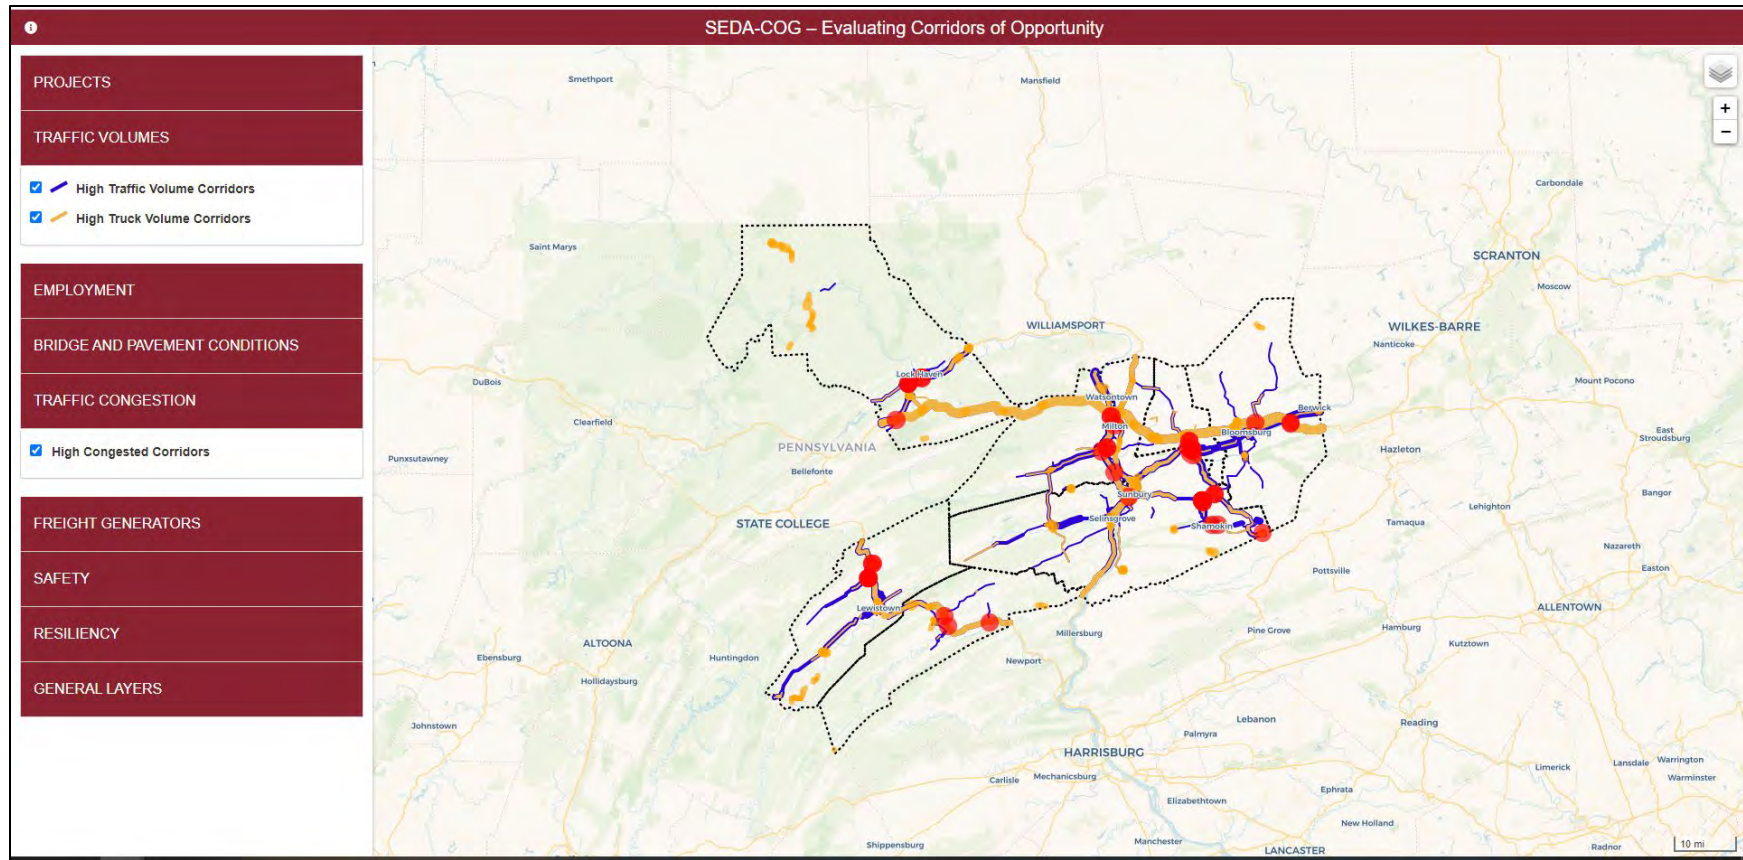 SEDA-COG – Evaluating Corridors of Opportunity
PROJECTS
TRAFFIC VOLUMES
High Traffic Volume Corridors
High Truck Volume Corridors
EMPLOYMENT
BRIDGE AND PAVEMENT CONDITIONS
TRAFFIC CONGESTION
High Congested Corridors
FREIGHT GENERATORS
SAFETY
RESILIENCY
GENERAL LAYERS
Smethport
Mansfield
+
−
Carbondale
Saint Marys
SCRANTON
Moscow
WILLIAMSPORT
WILKES-BARRE
Nanticoke
Lock Haven
DuBois
Mount Pocono
Watsontown
Berwick
Clearfield
Milton
Bloomsburg
East
Stroudsburg
PENNSYLVANIA
Hazleton
Punxsutawney
Bellefonte
Sunbury
Bangor
Lehighton
STATE COLLEGE
Selinsgrove
Shamokin
Tamaqua
Nazareth
Pottsville
Easton
Lewistown
ALLENTOWN
Millersburg
Pine Grove
Hamburg
ALTOONA
Kutztown
Ebensburg
Huntingdon
Newport
Hollidaysburg
Johnstown
Lebanon
Reading
Palmyra
HARRISBURG
Limerick
Lansdale
Warrington
Carlisle
Mechanicsburg
Warminster
Ephrata
Elizabethtown
New Holland
Shippensburg
Manchester
LANCASTER
Radnor
10 mi